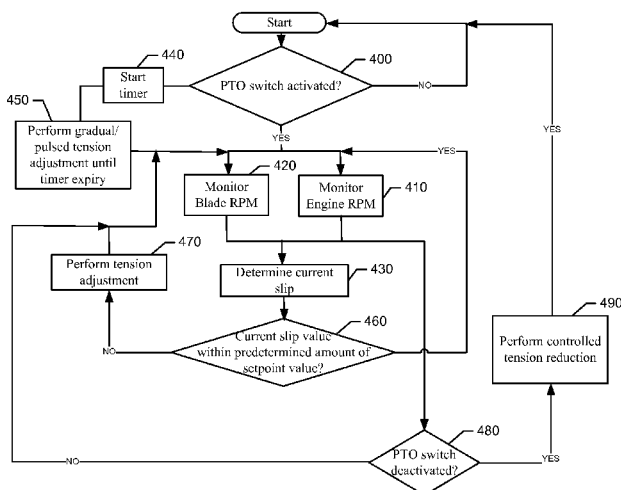 Start
440
Start
timer
400
PTO switch activated?
NO
450
Perform gradual/
pulsed tension
adjustment until
timer expiry
YES
YES
YES
420
Monitor
Blade RPM
Monitor
Engine RPM
410
470
Perform tension
adjustment
Determine current
slip
430
460
Current slip value
within predetermined amount of
setpoint value?
NO
490
Perform controlled
tension reduction
480
PTO switch
deactivated?
NO
YES